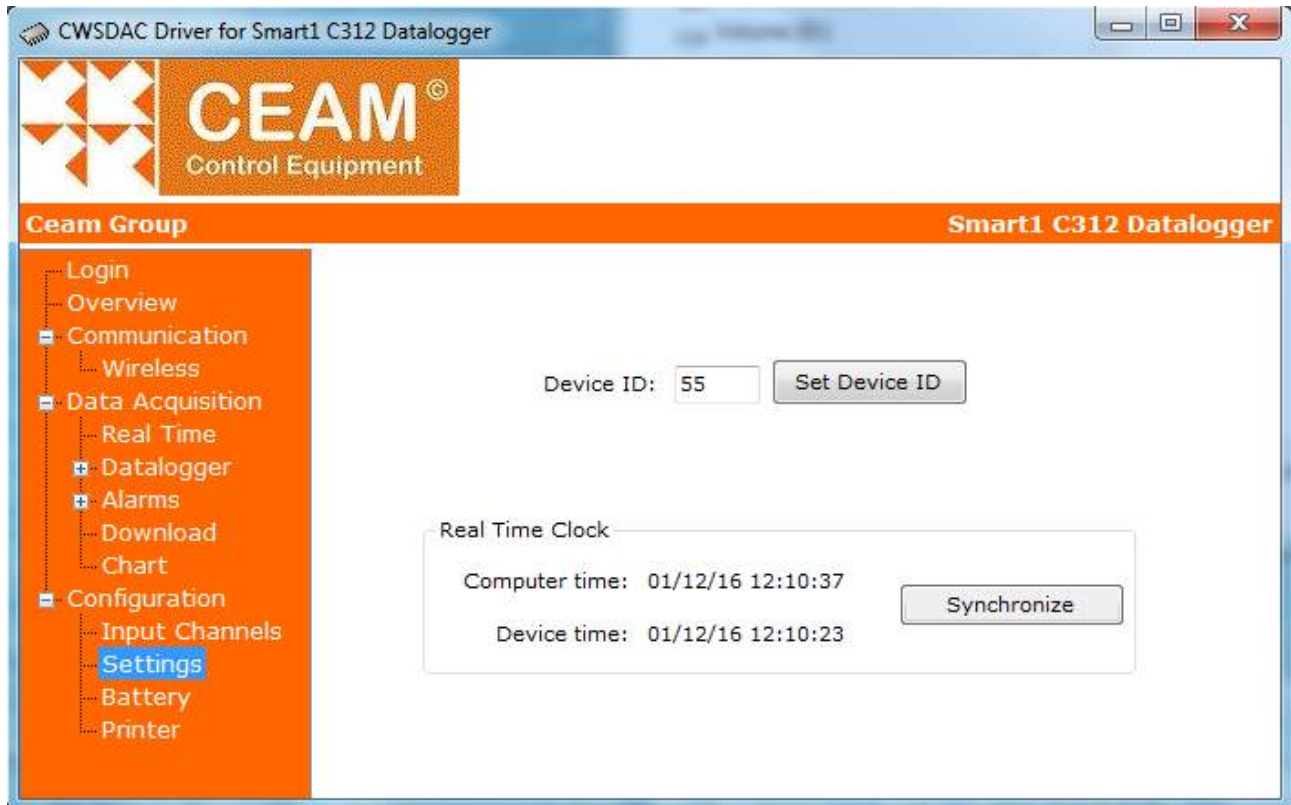 CWSDAC Driver for Smart1 C312 Datalogger
CEAM©
Control Equipment
Ceam Group
Smart1 C312 Datalogger
Login
Overview
Communication
Wireless
Data Acquisition
Real Time
Datalogger
Alarms
Download
Chart
Configuration
Input Channels
Settings
Battery
Printer
Device ID: 55 Set Device ID
Real Time Clock
Computer time: 01/12/16 12:10:37
Synchronize
Device time: 01/12/16 12:10:23